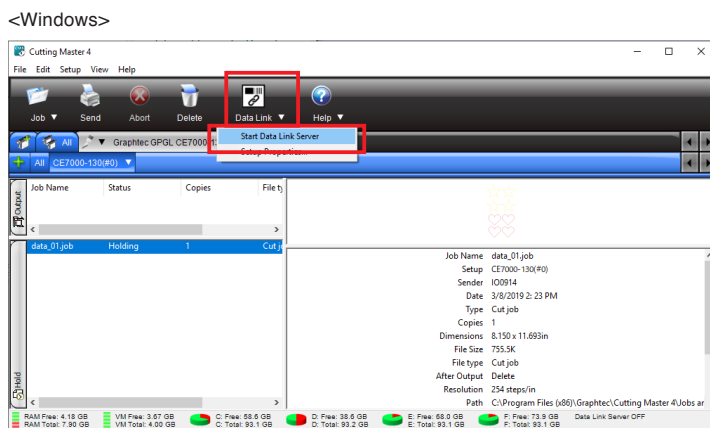 <Windows>
Cutting Master 4
File Edit Setup View Help
Job ▼ Send Abort Delete Data Link ▼ Help ▼
Start Data Link Server
All ▼ Graphtec GPGL CE7000-1
Setup Properties...
All CE7000-130(#0) ▼
Output
Job Name Status Copies File ty
data_01.job Holding 1 Cut j
Hold
Job Name data_01.job
Setup CE7000-130(#0)
Sender IO0914
Date 3/8/2019 2: 23 PM
Type Cut job
Copies 1
Dimensions 8.150 x 11.693in
File Size 755.5K
File type Cut job
After Output Delete
Resolution 254 steps/in
Path C:\Program Files (x86)\Graphtec\Cutting Master 4\Jobs ar
RAM Free: 4.18 GB VM Free: 3.67 GB C: Free: 58.6 GB D: Free: 38.6 GB E: Free: 68.0 GB F: Free: 73.9 GB Data Link Server OFF
RAM Total: 7.90 GB VM Total: 4.00 GB C: Total: 93.1 GB D: Total: 93.2 GB E: Total: 93.1 GB F: Total: 93.1 GB